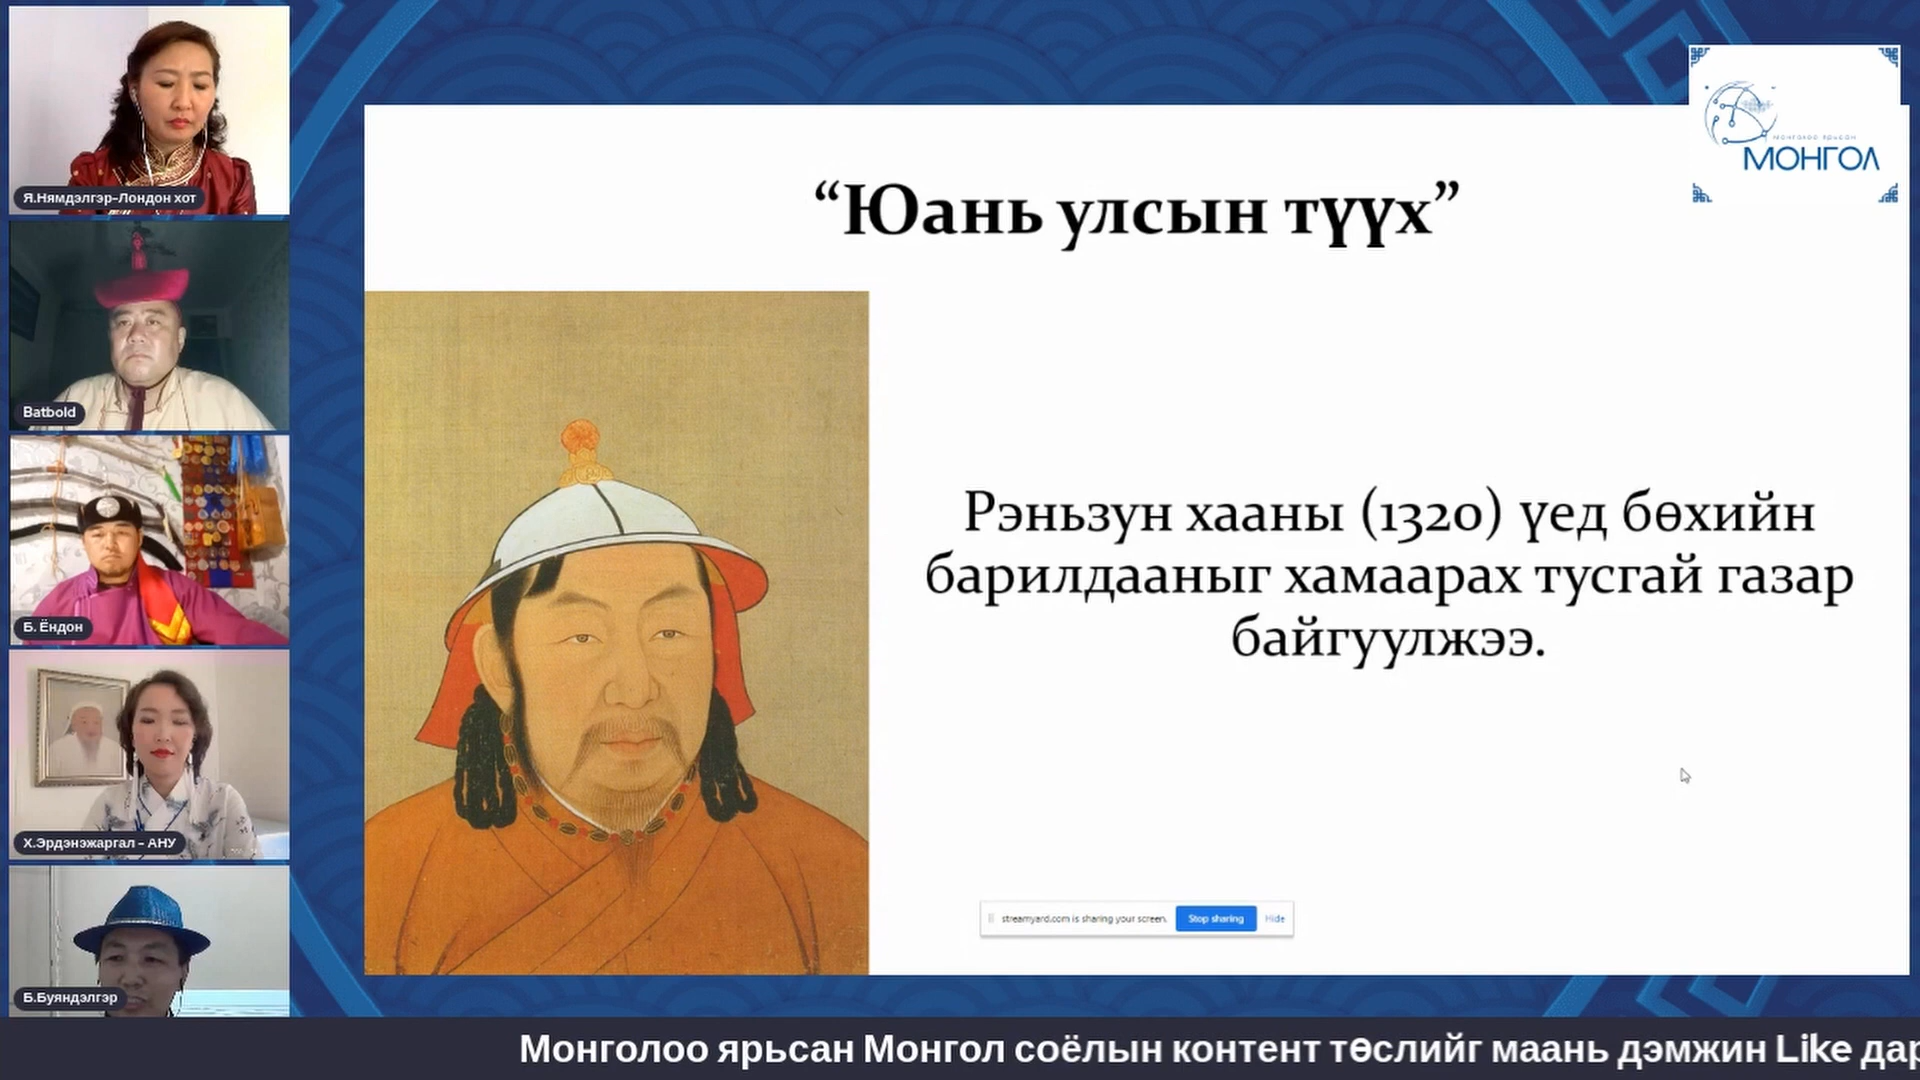 Я.Нямдэлгэр-Лондон хот
Batbold
Б. Ёндон
Х.Эрдэнэжаргал - АНУ
Б.Буяндэлгэр
МОНГОЛОО ЯРЬСАН
МОНГОЛ
“Юань улсын түүх”
Рэньзун хааны (1320) үед бөхийн
барилдааныг хамаарах тусгай газар
байгуулжээ.
streamyard.com is sharing your screen.
Stop sharing
Hide
Монголоо ярьсан Монгол соёлын контент төслийг маань дэмжин Like дар